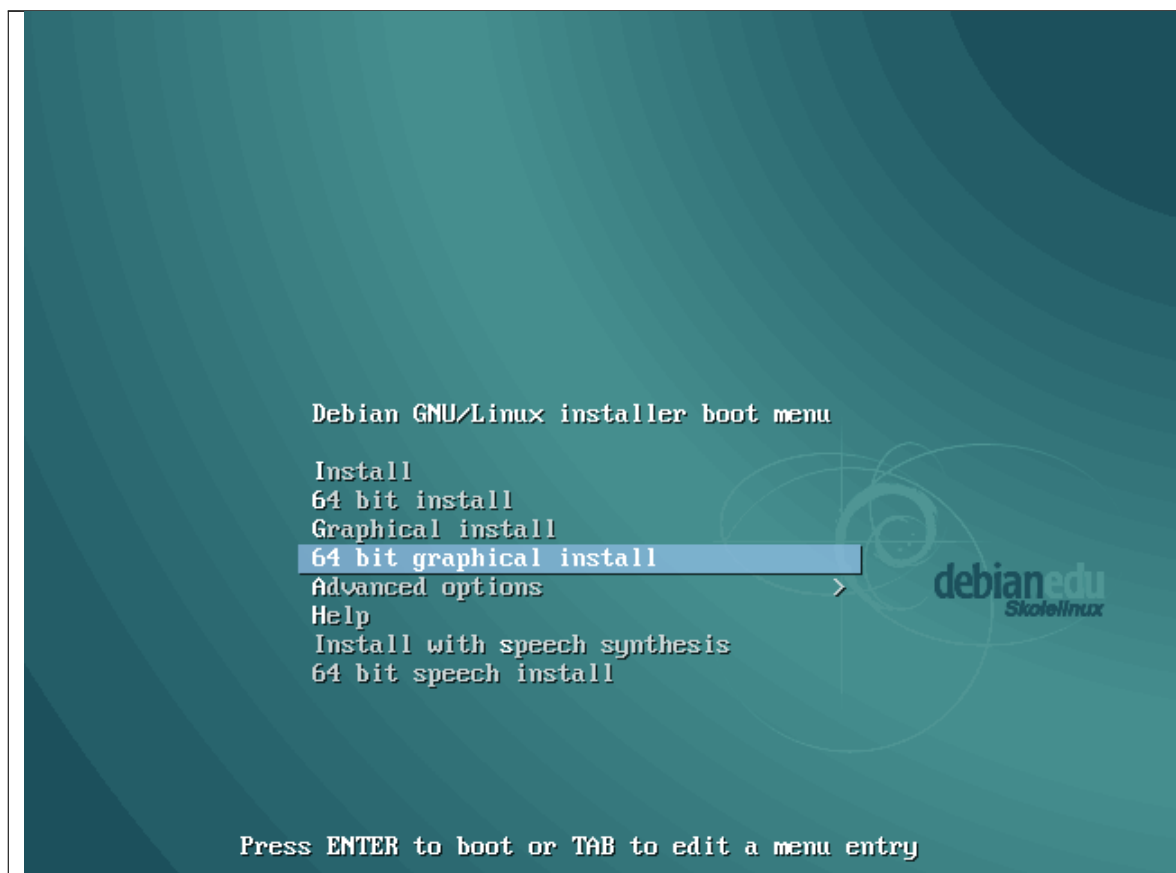 Debian GNU/Linux installer boot menu
Install
64 bit install
Graphical install
64 bit graphical install
Advanced options >
Help
Install with speech synthesis
64 bit speech install
debianedu
Skolelinux
Press ENTER to boot or TAB to edit a menu entry